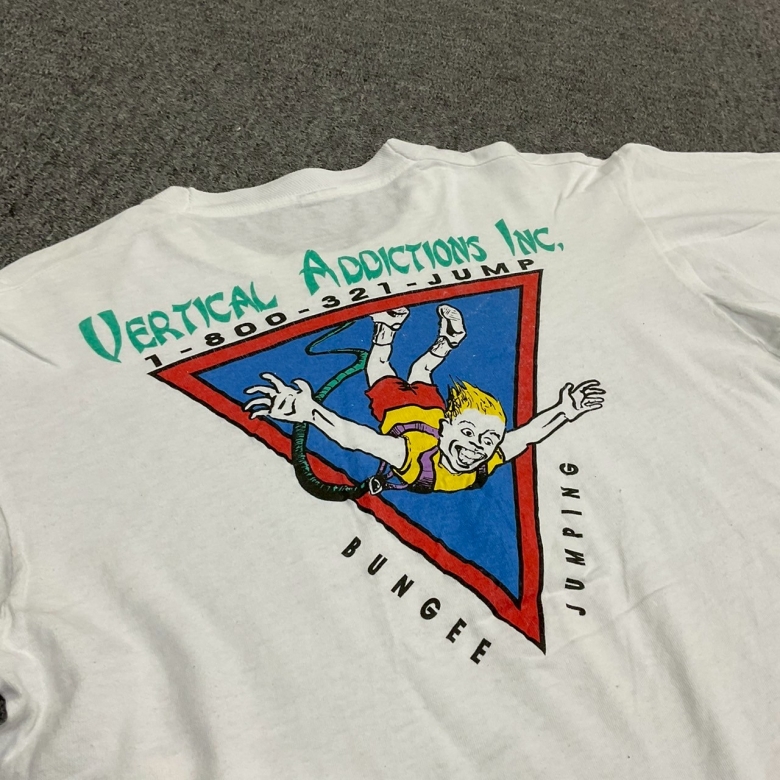 VERTICAL ADDICTIONS INC.
1-800-321-JUMP
BUNGEE
JUMPING